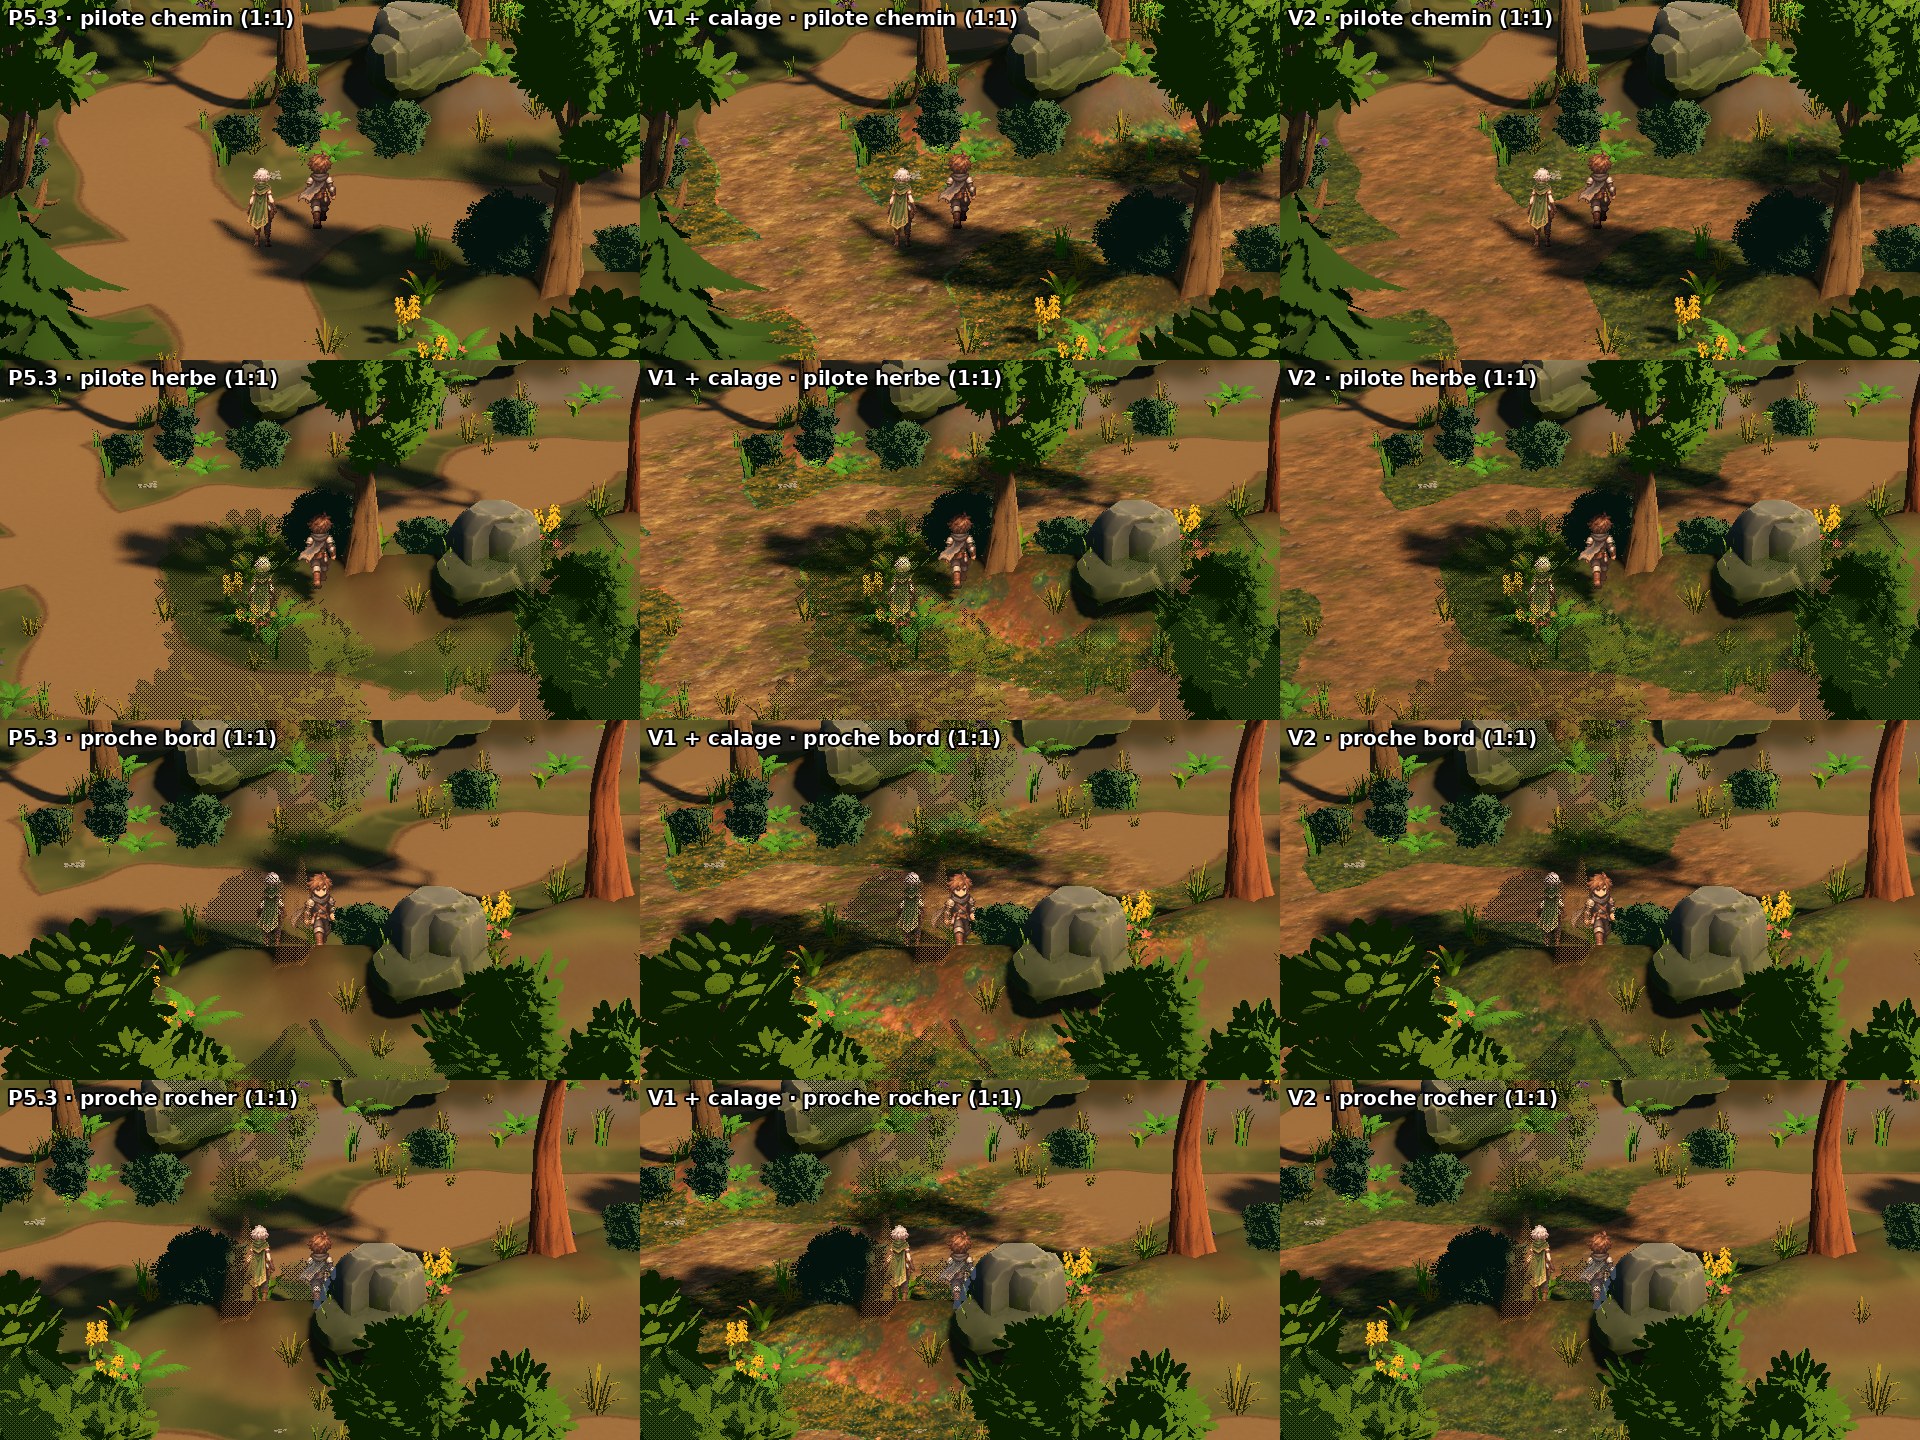 P5.3 · pilote chemin (1:1)
V1 + calage · pilote chemin (1:1)
V2 · pilote chemin (1:1)
P5.3 · pilote herbe (1:1)
V1 + calage · pilote herbe (1:1)
V2 · pilote herbe (1:1)
P5.3 · proche bord (1:1)
V1 + calage · proche bord (1:1)
V2 · proche bord (1:1)
P5.3 · proche rocher (1:1)
V1 + calage · proche rocher (1:1)
V2 · proche rocher (1:1)